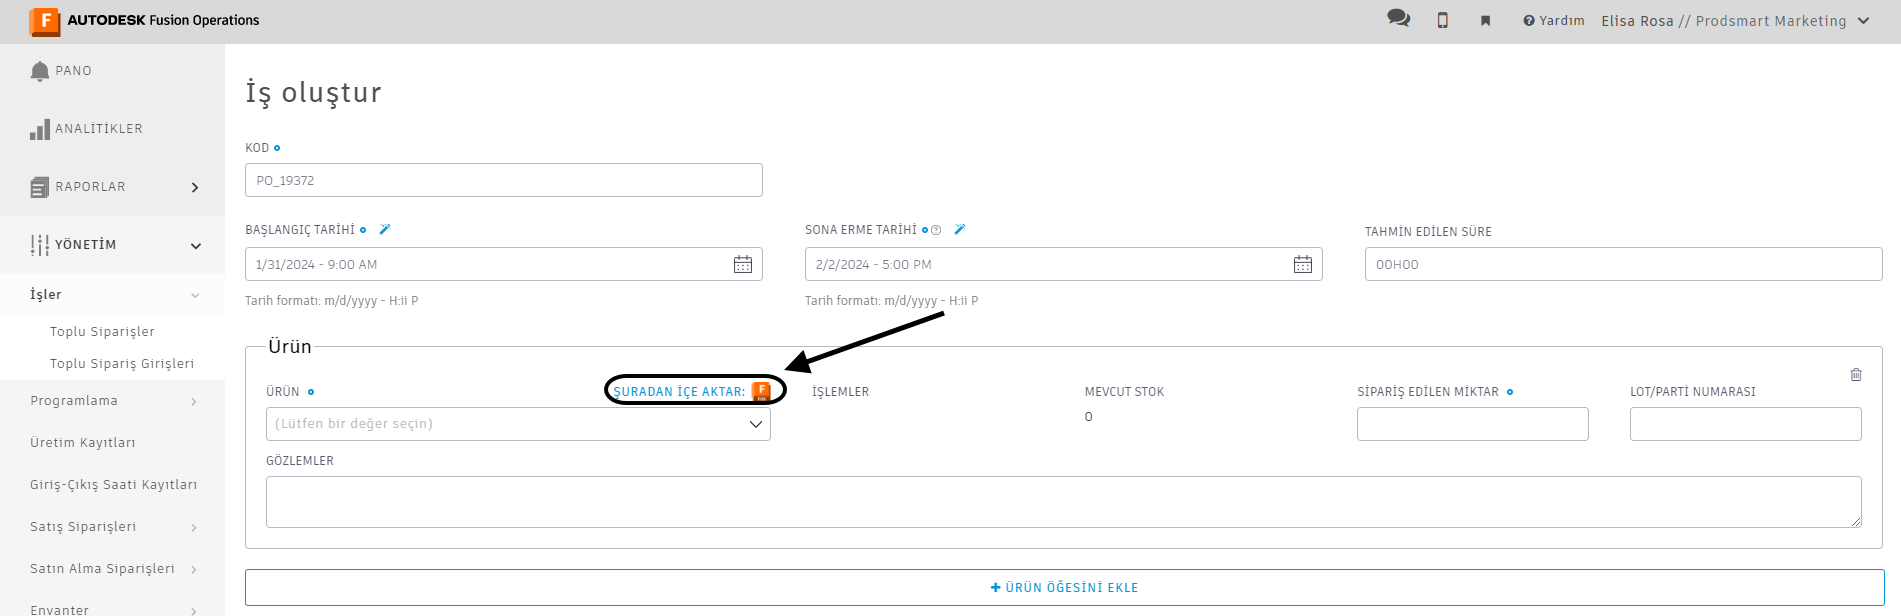 AUTODESK Fusion Operations
Yardım
Elisa Rosa // Prodsmart Marketing
PANO
ANALİTİKLER
RAPORLAR
YÖNETİM
İşler
Toplu Siparişler
Toplu Sipariş Girişleri
Programlama
Üretim Kayıtları
Giriş-Çıkış Saati Kayıtları
Satış Siparişleri
Satın Alma Siparişleri
Envanter
İş oluştur
KOD
PO_19372
BAŞLANGIÇ TARİHİ
1/31/2024 - 9:00 AM
Tarih formatı: m/d/yyyy - H:ii P
SONA ERME TARİHİ
2/2/2024 - 5:00 PM
Tarih formatı: m/d/yyyy - H:ii P
TAHMİN EDİLEN SÜRE
00H00
Ürün
ÜRÜN
ŞURADAN İÇE AKTAR:
(Lütfen bir değer seçin)
İŞLEMLER
MEVCUT STOK
0
SİPARİŞ EDİLEN MİKTAR
LOT/PARTİ NUMARASI
GÖZLEMLER
+ ÜRÜN ÖĞESİNİ EKLE